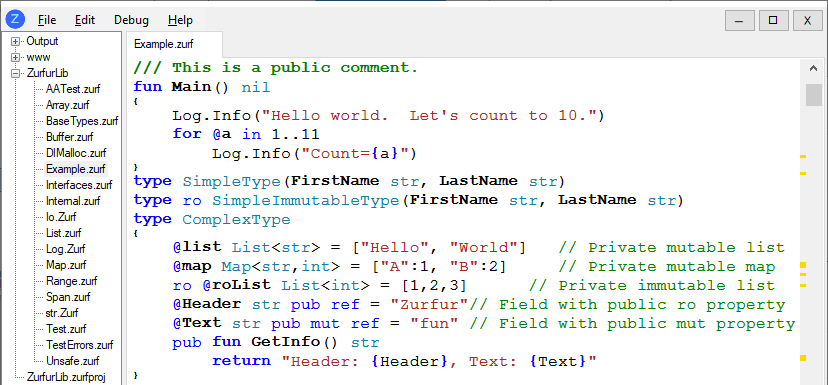 Z File Edit Debug Help
Output
www
ZurfurLib
AATest.zurf
Array.zurf
BaseTypes.zurf
Buffer.zurf
DlMalloc.zurf
Example.zurf
Interfaces.zurf
Internal.zurf
Io.Zurf
List.zurf
Log.Zurf
Map.zurf
Range.zurf
Span.zurf
str.Zurf
Test.zurf
TestErrors.zurf
Unsafe.zurf
ZurfurLib.zurfproj
Example.zurf
/// This is a public comment.
fun Main() nil
{
    Log.Info("Hello world.  Let's count to 10.")
    for @a in 1..11
        Log.Info("Count={a}")
}
type SimpleType(FirstName str, LastName str)
type ro SimpleImmutableType(FirstName str, LastName str)
type ComplexType
{
    @list List<str> = ["Hello", "World"]   // Private mutable list
    @map Map<str,int> = ["A":1, "B":2]     // Private mutable map
    ro @roList List<int> = [1,2,3]      // Private immutable list
    @Header str pub ref = "Zurfur"// Field with public ro property
    @Text str pub mut ref = "fun" // Field with public mut property
    pub fun GetInfo() str
        return "Header: {Header}, Text: {Text}"
}